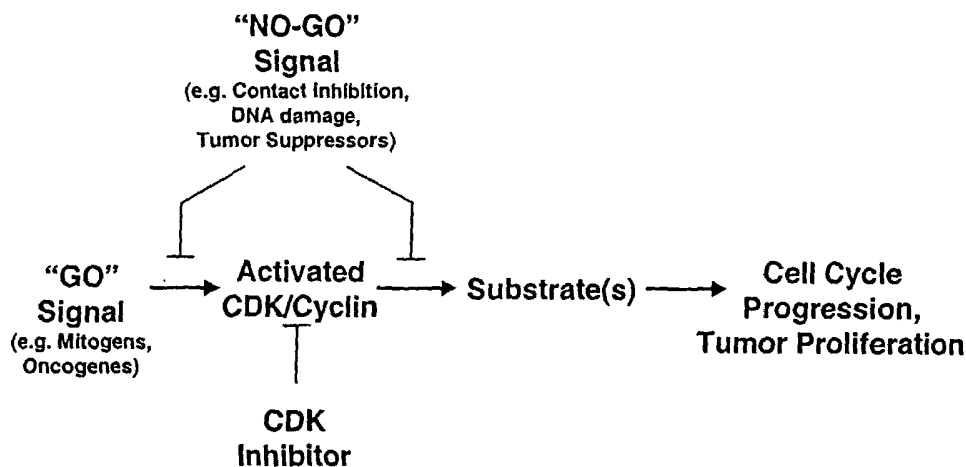 “NO-GO”
Signal
(e.g. Contact Inhibition,
DNA damage,
Tumor Suppressors)
“GO”
Signal
(e.g. Mitogens,
Oncogenes)
Activated
CDK/Cyclin
Substrate(s)
Cell Cycle
Progression,
Tumor Proliferation
CDK
Inhibitor